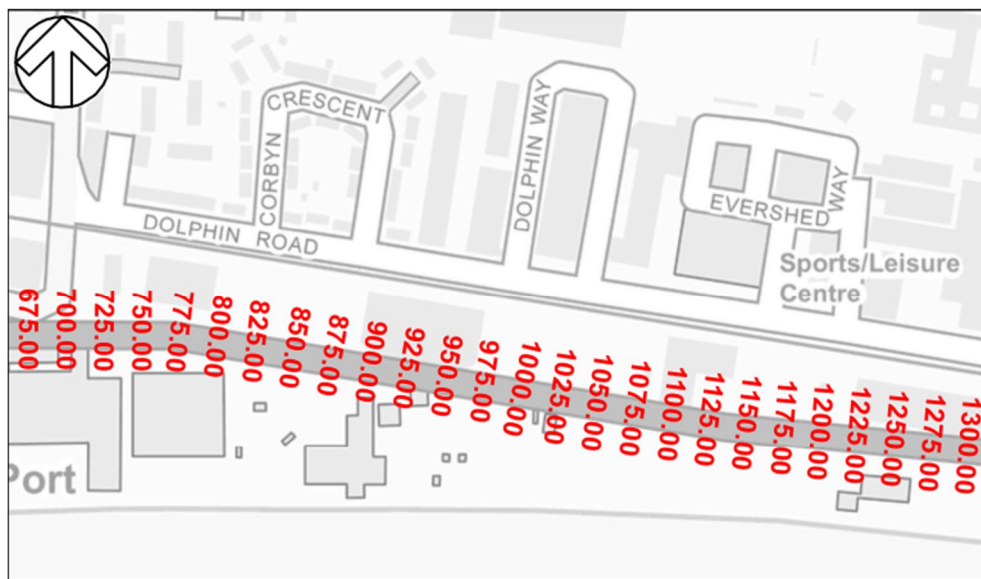 CRESCENT
CORBYN
DOLPHIN ROAD
DOLPHIN WAY
EVERSHED
WAY
Sports/Leisure
Centre
675.00
700.00
725.00
750.00
775.00
800.00
825.00
850.00
875.00
900.00
925.00
950.00
975.00
1000.00
1025.00
1050.00
1075.00
1100.00
1125.00
1150.00
1175.00
1200.00
1225.00
1250.00
1275.00
1300.00
Port